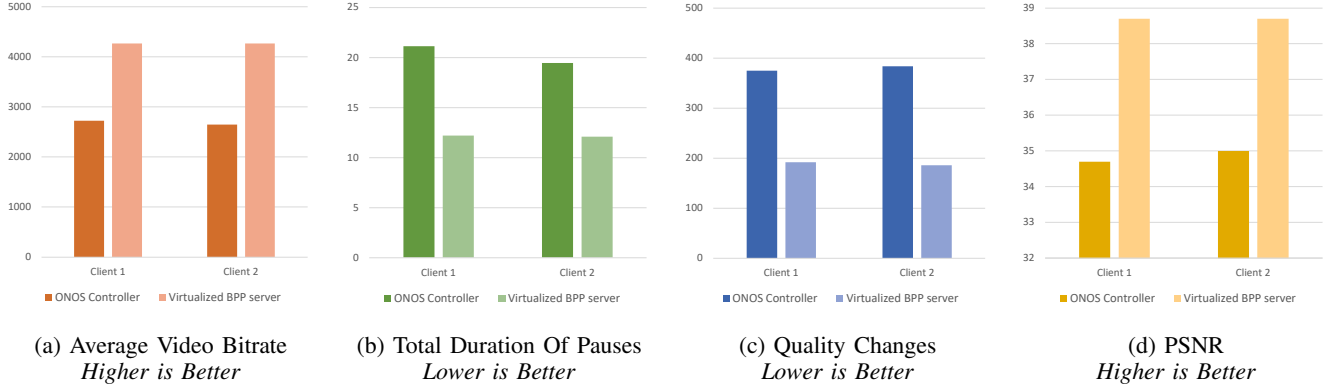 5000
4000
3000
2000
1000
0
Client 1 Client 2
ONOS Controller Virtualized BPP server
(a) Average Video Bitrate
Higher is Better
25
20
15
10
5
0
Client 1 Client 2
ONOS Controller Virtualized BPP server
(b) Total Duration Of Pauses
Lower is Better
500
400
300
200
100
0
Client 1 Client 2
ONOS Controller Virtualized BPP server
(c) Quality Changes
Lower is Better
39
38
37
36
35
34
33
32
Client 1 Client 2
ONOS Controller Virtualized BPP server
(d) PSNR
Higher is Better